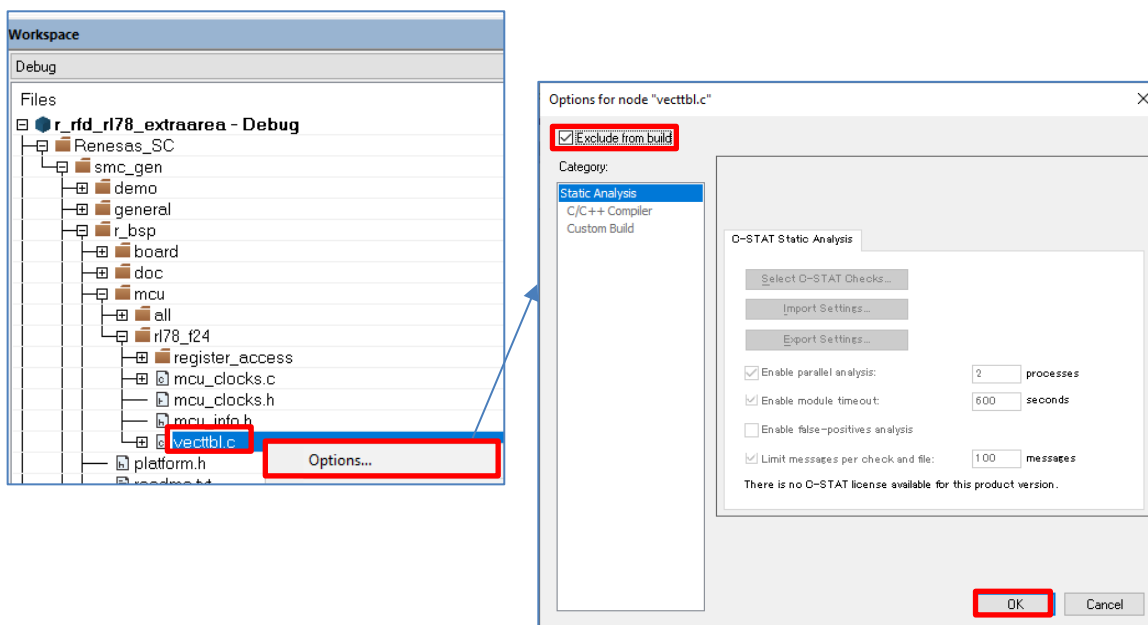 Workspace
Debug
Files
r_rfd_rl78_extraarea - Debug
Renesas_SC
smc_gen
demo
general
r_bsp
board
doc
mcu
all
rl78_f24
register_access
mcu_clocks.c
mcu_clocks.h
mcu_info.h
vecttbl.c
Options...
platform.h
readme.txt
Options for node "vecttbl.c"
Exclude from build
Category:
Static Analysis
C/C++ Compiler
Custom Build
C-STAT Static Analysis
Select C-STAT Checks...
Import Settings...
Export Settings...
Enable parallel analysis: 2 processes
Enable module timeout: 600 seconds
Enable false-positives analysis
Limit messages per check and file: 100 messages
There is no C-STAT license available for this product version.
OK Cancel